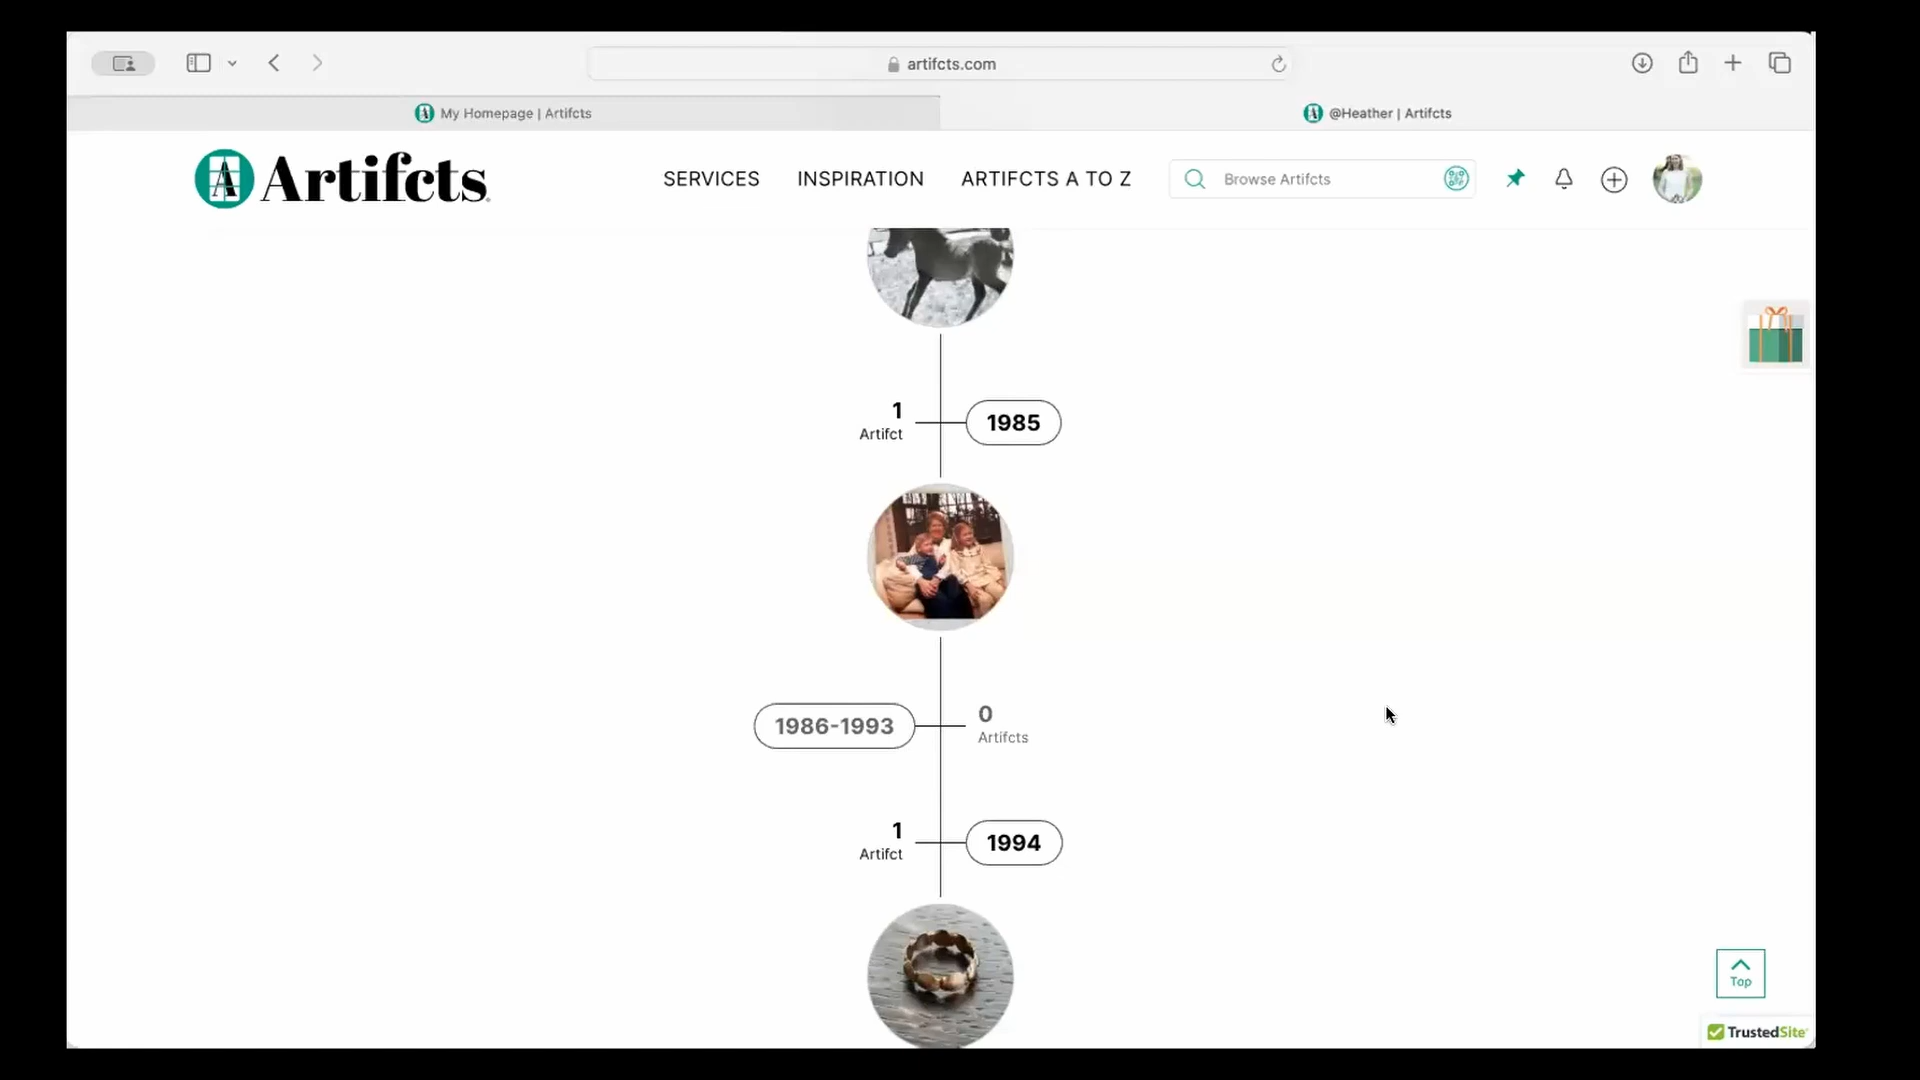 artifcts.com
My Homepage | Artifcts
@Heather | Artifcts
A Artifcts
SERVICES
INSPIRATION
ARTIFCTS A TO Z
Browse Artifcts
1
Artifct
1985
1986-1993
0
Artifcts
1
Artifct
1994
Top
TrustedSite